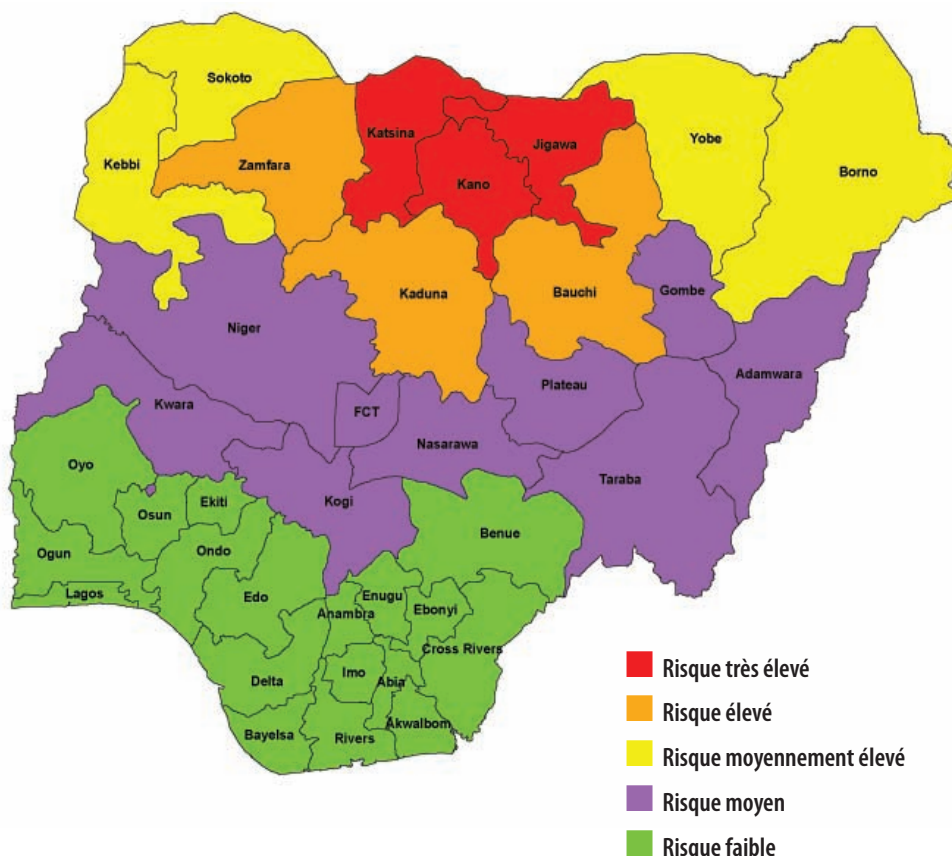 Sokoto
Kebbi
Zamfara
Katsina
Jigawa
Kano
Yobe
Borno
Kaduna
Bauchi
Gombe
Niger
Adamwara
Plateau
Kwara
FCT
Nasarawa
Taraba
Kogi
Oyo
Osun
Ekiti
Benue
Ogun
Ondo
Lagos
Edo
Enugu
Anambra
Ebonyi
Cross Rivers
Delta
Imo
Abia
Bayelsa
Rivers
Akwalbom
Risque très élevé
Risque élevé
Risque moyennement élevé
Risque moyen
Risque faible